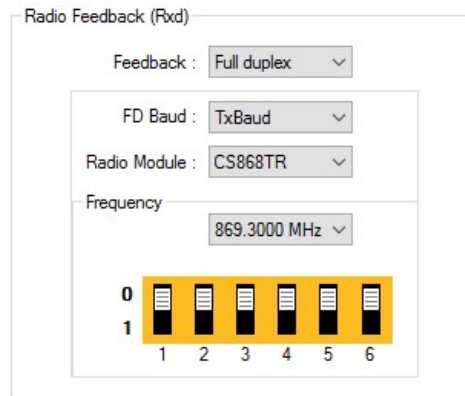 Radio Feedback (Rxd)
Feedback : Full duplex
FD Baud : TxBaud
Radio Module : CS868TR
Frequency
869.3000 MHz
0
1
1 2 3 4 5 6